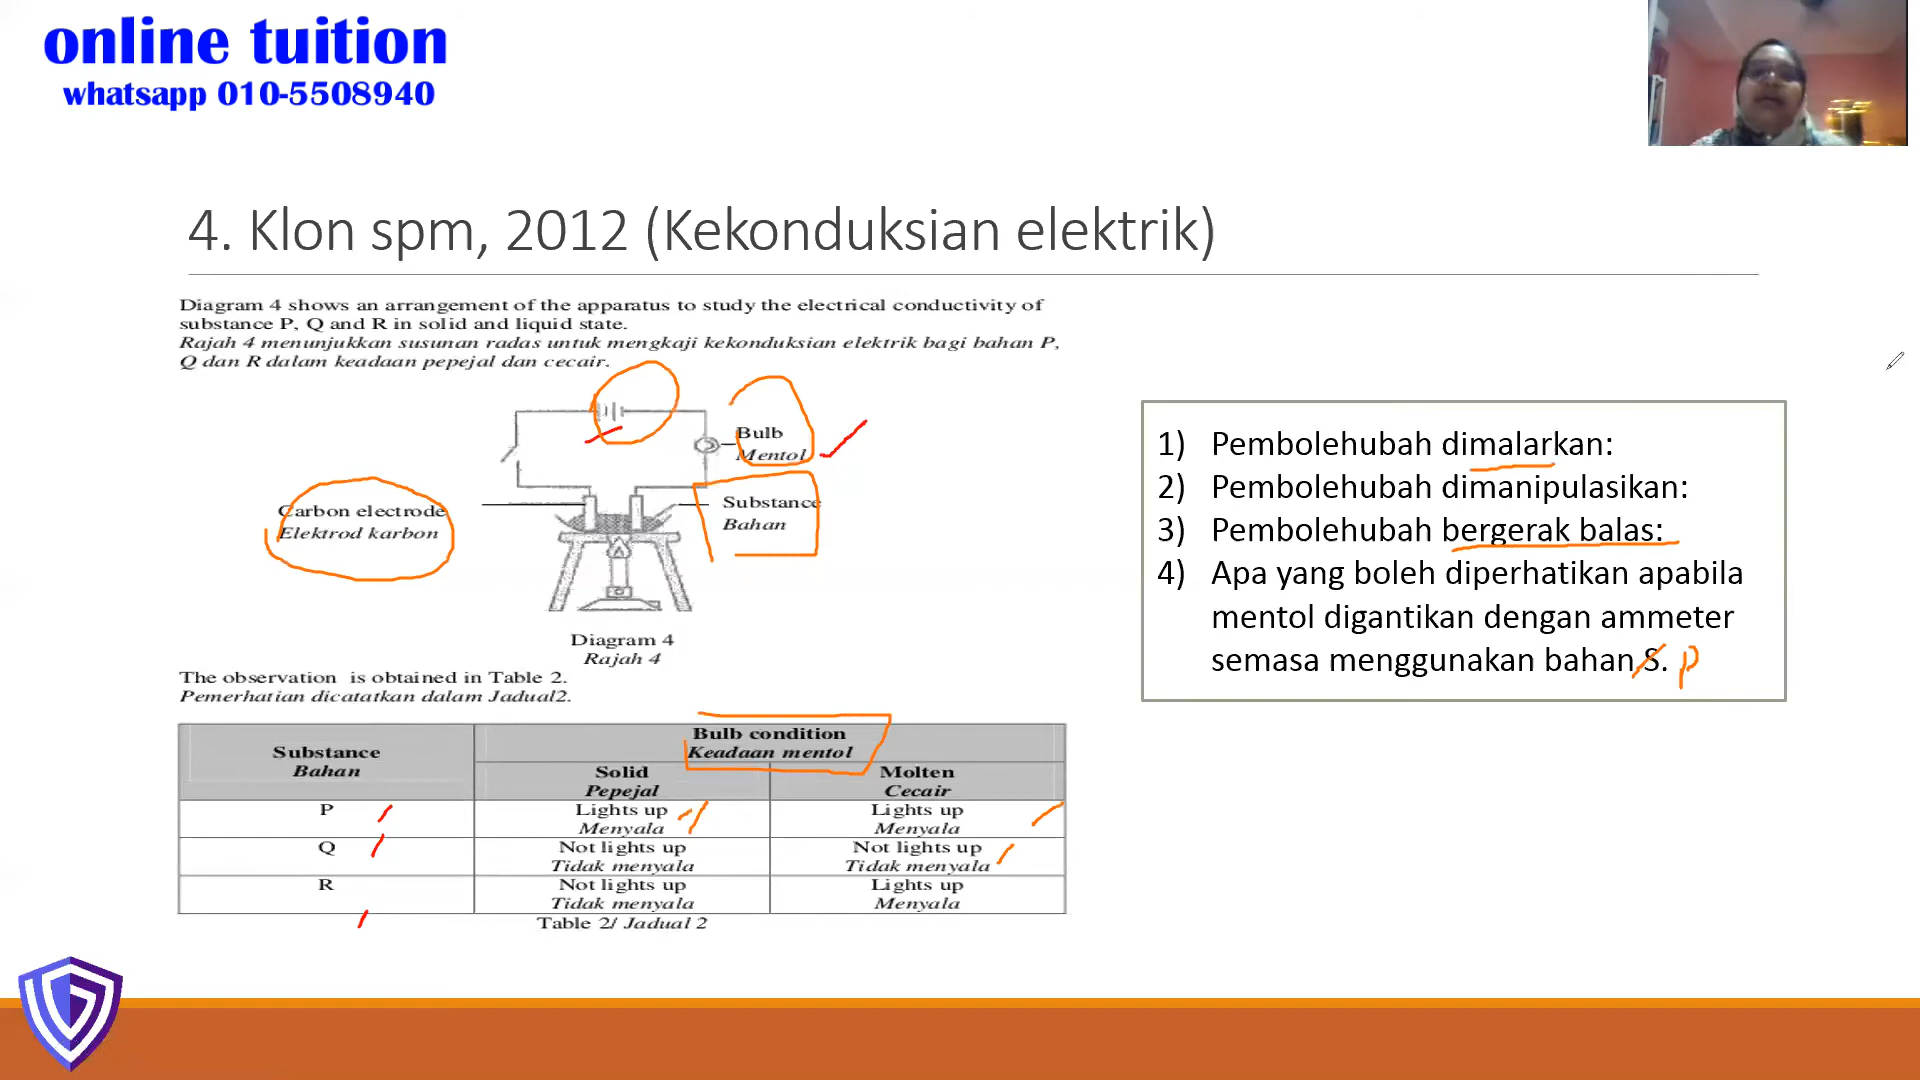 online tuition
whatsapp 010-5508940
4. Klon spm, 2012 (Kekonduksian elektrik)
Diagram 4 shows an arrangement of the apparatus to study the electrical conductivity of
substance P, Q and R in solid and liquid state.
Rajah 4 menunjukkan susunan radas untuk mengkaji kekonduksian elektrik bagi bahan P,
Q dan R dalam keadaan pepejal dan cecair.
Bulb
Mentol
Carbon electrode
Elektrod karbon
Substance
Bahan
Diagram 4
Rajah 4
The observation is obtained in Table 2.
Pemerhatian dicatatkan dalam Jadual2.
Substance
Bahan
Bulb condition
Keadaan mentol
Solid
Pepejal
Molten
Cecair
P
Lights up
Menyala
Lights up
Menyala
Q
Not lights up
Tidak menyala
Not lights up
Tidak menyala
R
Not lights up
Tidak menyala
Lights up
Menyala
Table 2/ Jadual 2
1) Pembolehubah dimalarkan:
2) Pembolehubah dimanipulasikan:
3) Pembolehubah bergerak balas:
4) Apa yang boleh diperhatikan apabila
mentol digantikan dengan ammeter
semasa menggunakan bahan S. P